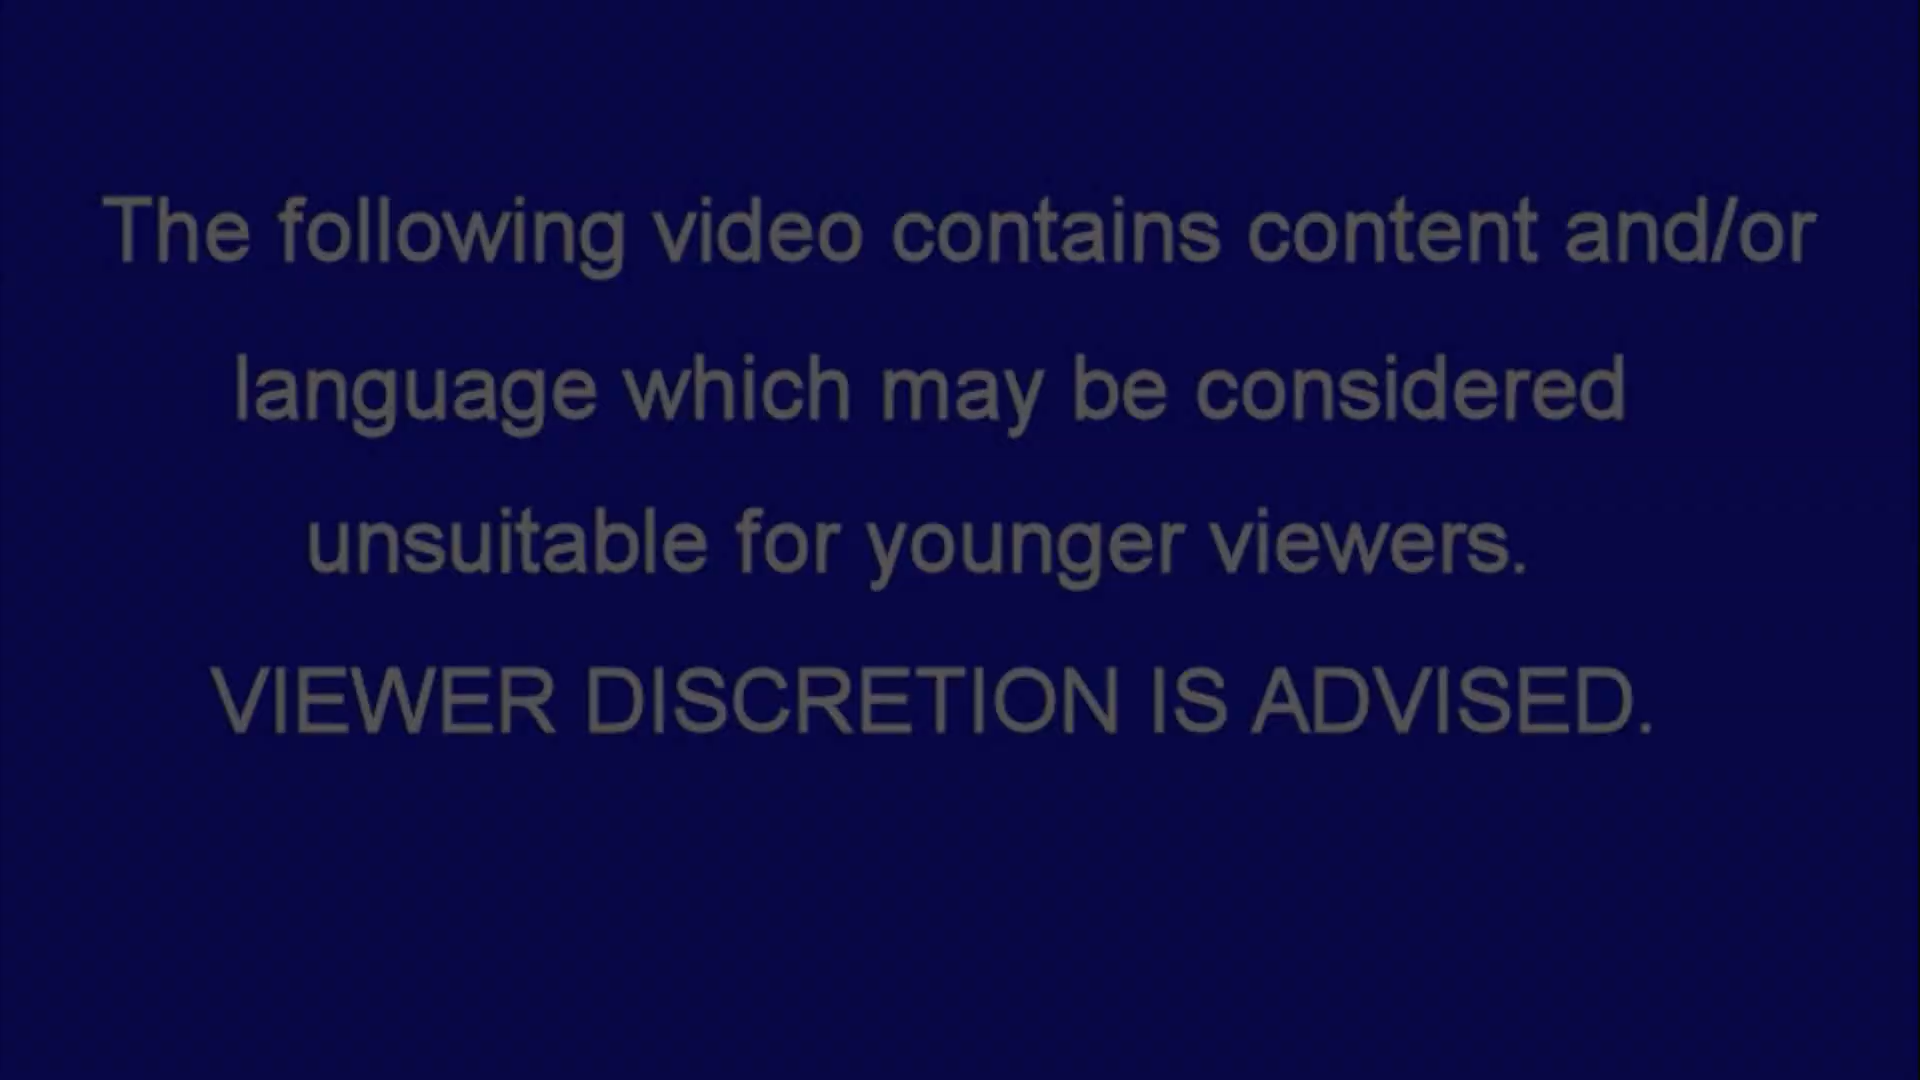 The following video contains content and/or
language which may be considered
unsuitable for younger viewers.
VIEWER DISCRETION IS ADVISED.